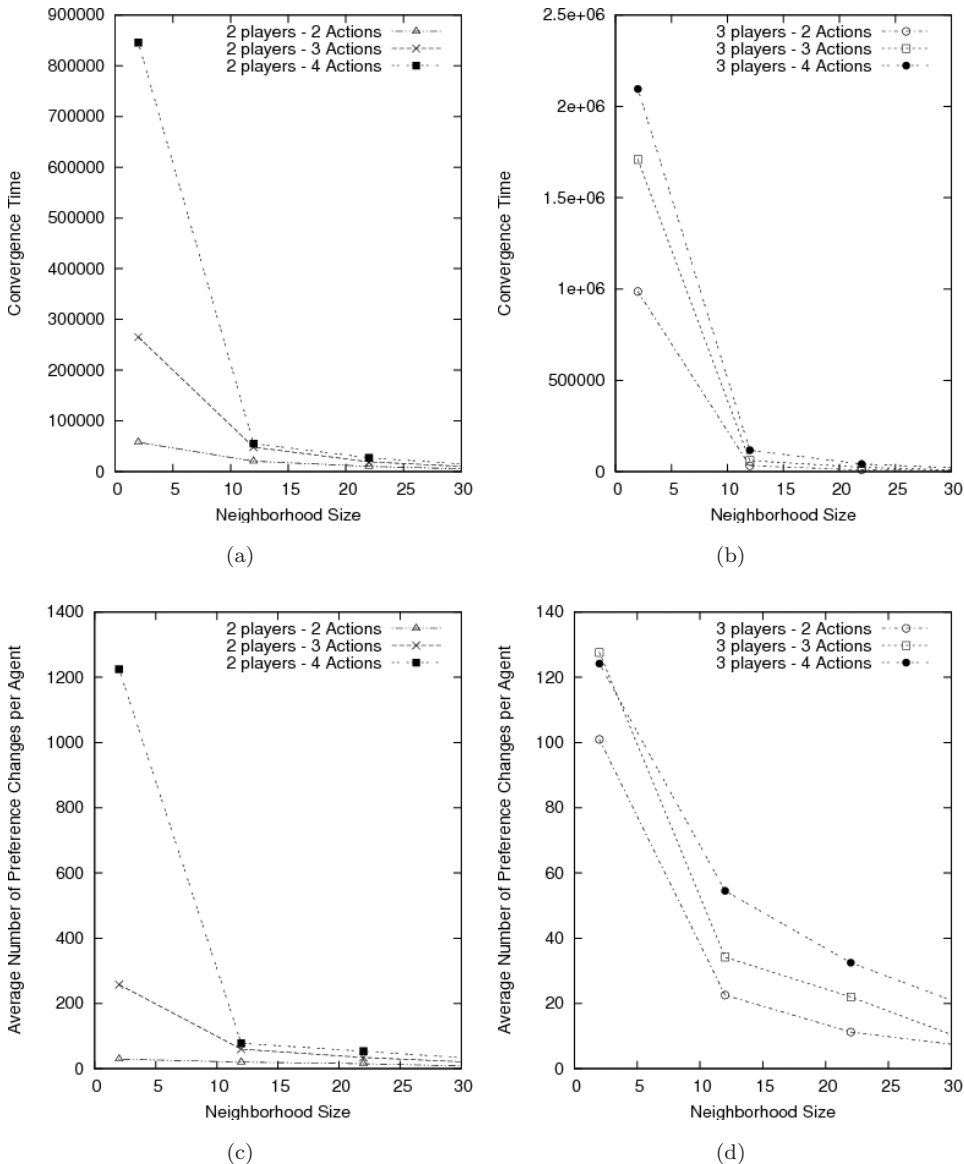 900000
800000
700000
600000
500000
400000
300000
200000
100000
0
Convergence Time
2 players - 2 Actions
2 players - 3 Actions
2 players - 4 Actions
0 5 10 15 20 25 30
Neighborhood Size
(a)
2.5e+06
2e+06
1.5e+06
1e+06
500000
0
Convergence Time
3 players - 2 Actions
3 players - 3 Actions
3 players - 4 Actions
0 5 10 15 20 25 30
Neighborhood Size
(b)
1400
1200
1000
800
600
400
200
0
Average Number of Preference Changes per Agent
2 players - 2 Actions
2 players - 3 Actions
2 players - 4 Actions
0 5 10 15 20 25 30
Neighborhood Size
(c)
140
120
100
80
60
40
20
0
Average Number of Preference Changes per Agent
3 players - 2 Actions
3 players - 3 Actions
3 players - 4 Actions
0 5 10 15 20 25 30
Neighborhood Size
(d)